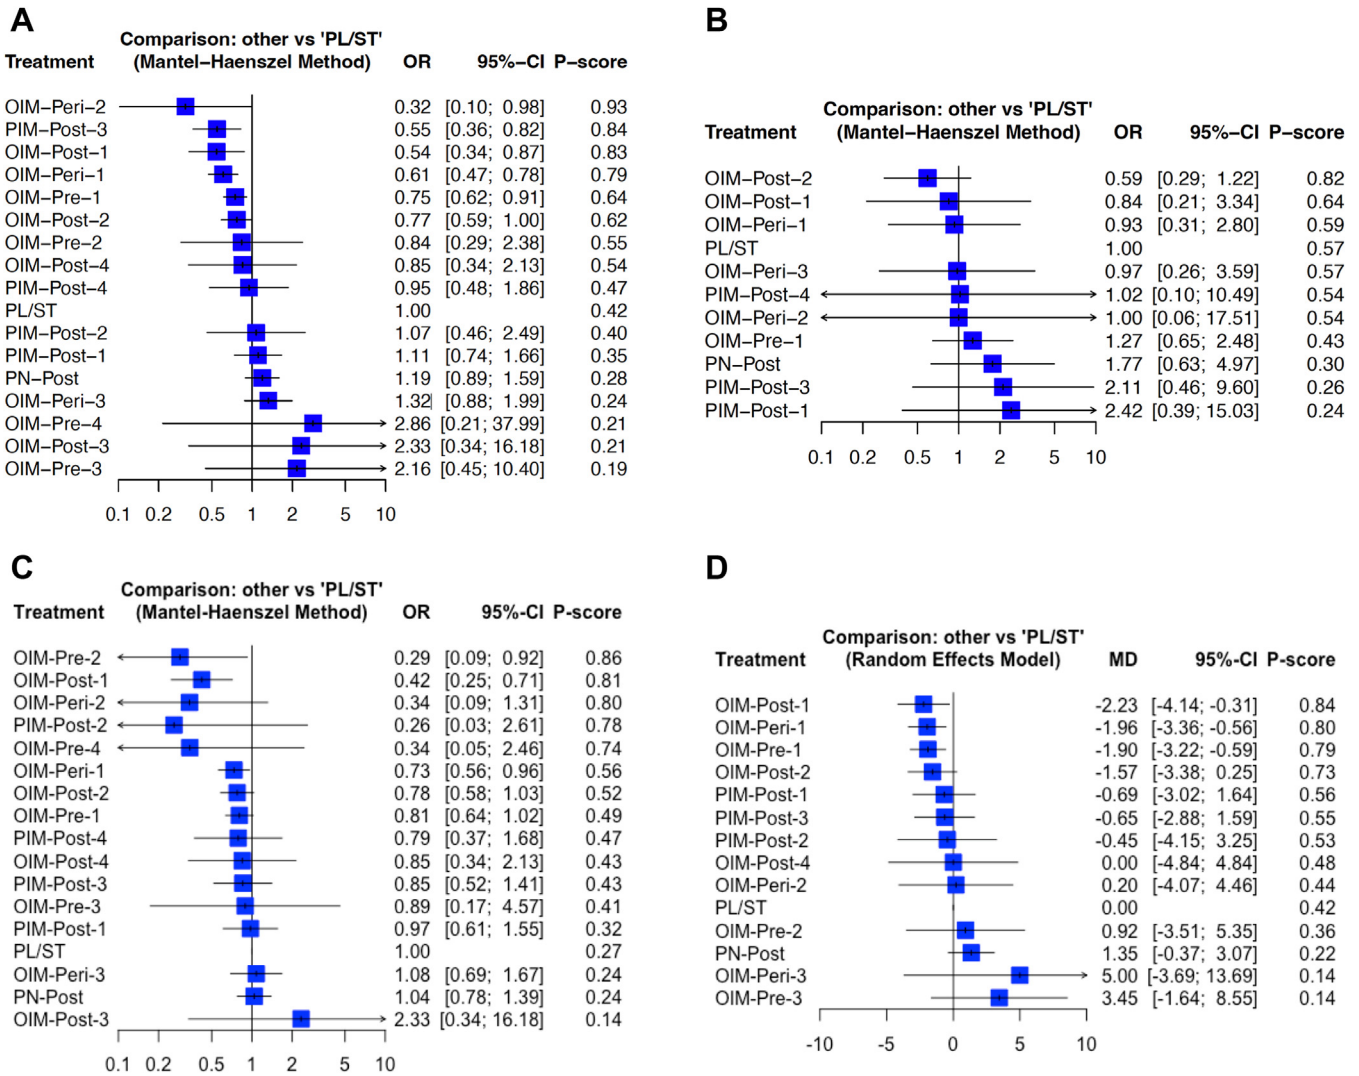 A
Comparison: other vs 'PL/ST'
Treatment (Mantel–Haenszel Method) OR 95%–CI P–score
OIM–Peri–2 0.32 [0.10; 0.98] 0.93
PIM–Post–3 0.55 [0.36; 0.82] 0.84
OIM–Post–1 0.54 [0.34; 0.87] 0.83
OIM–Peri–1 0.61 [0.47; 0.78] 0.79
OIM–Pre–1 0.75 [0.62; 0.91] 0.64
OIM–Post–2 0.77 [0.59; 1.00] 0.62
OIM–Pre–2 0.84 [0.29; 2.38] 0.55
OIM–Post–4 0.85 [0.34; 2.13] 0.54
PIM–Post–4 0.95 [0.48; 1.86] 0.47
PL/ST 1.00 0.42
PIM–Post–2 1.07 [0.46; 2.49] 0.40
PIM–Post–1 1.11 [0.74; 1.66] 0.35
PN–Post 1.19 [0.89; 1.59] 0.28
OIM–Peri–3 1.32 [0.88; 1.99] 0.24
OIM–Pre–4 2.86 [0.21; 37.99] 0.21
OIM–Post–3 2.33 [0.34; 16.18] 0.21
OIM–Pre–3 2.16 [0.45; 10.40] 0.19
0.1 0.2 0.5 1 2 5 10
B
Comparison: other vs 'PL/ST'
Treatment (Mantel–Haenszel Method) OR 95%–CI P–score
OIM–Post–2 0.59 [0.29; 1.22] 0.82
OIM–Post–1 0.84 [0.21; 3.34] 0.64
OIM–Peri–1 0.93 [0.31; 2.80] 0.59
PL/ST 1.00 0.57
OIM–Peri–3 0.97 [0.26; 3.59] 0.57
PIM–Post–4 1.02 [0.10; 10.49] 0.54
OIM–Peri–2 1.00 [0.06; 17.51] 0.54
OIM–Pre–1 1.27 [0.65; 2.48] 0.43
PN–Post 1.77 [0.63; 4.97] 0.30
PIM–Post–3 2.11 [0.46; 9.60] 0.26
PIM–Post–1 2.42 [0.39; 15.03] 0.24
0.1 0.2 0.5 1 2 5 10
C
Comparison: other vs 'PL/ST'
Treatment (Mantel-Haenszel Method) OR 95%-CI P-score
OIM-Pre-2 0.29 [0.09; 0.92] 0.86
OIM-Post-1 0.42 [0.25; 0.71] 0.81
OIM-Peri-2 0.34 [0.09; 1.31] 0.80
PIM-Post-2 0.26 [0.03; 2.61] 0.78
OIM-Pre-4 0.34 [0.05; 2.46] 0.74
OIM-Peri-1 0.73 [0.56; 0.96] 0.56
OIM-Post-2 0.78 [0.58; 1.03] 0.52
OIM-Pre-1 0.81 [0.64; 1.02] 0.49
PIM-Post-4 0.79 [0.37; 1.68] 0.47
OIM-Post-4 0.85 [0.34; 2.13] 0.43
PIM-Post-3 0.85 [0.52; 1.41] 0.43
OIM-Pre-3 0.89 [0.17; 4.57] 0.41
PIM-Post-1 0.97 [0.61; 1.55] 0.32
PL/ST 1.00 0.27
OIM-Peri-3 1.08 [0.69; 1.67] 0.24
PN-Post 1.04 [0.78; 1.39] 0.24
OIM-Post-3 2.33 [0.34; 16.18] 0.14
0.1 0.2 0.5 1 2 5 10
D
Comparison: other vs 'PL/ST'
Treatment (Random Effects Model) MD 95%-CI P-score
OIM-Post-1 -2.23 [-4.14; -0.31] 0.84
OIM-Peri-1 -1.96 [-3.36; -0.56] 0.80
OIM-Pre-1 -1.90 [-3.22; -0.59] 0.79
OIM-Post-2 -1.57 [-3.38; 0.25] 0.73
PIM-Post-1 -0.69 [-3.02; 1.64] 0.56
PIM-Post-3 -0.65 [-2.88; 1.59] 0.55
PIM-Post-2 -0.45 [-4.15; 3.25] 0.53
OIM-Post-4 0.00 [-4.84; 4.84] 0.48
OIM-Peri-2 0.20 [-4.07; 4.46] 0.44
PL/ST 0.00 0.42
OIM-Pre-2 0.92 [-3.51; 5.35] 0.36
PN-Post 1.35 [-0.37; 3.07] 0.22
OIM-Peri-3 5.00 [-3.69; 13.69] 0.14
OIM-Pre-3 3.45 [-1.64; 8.55] 0.14
-10 -5 0 5 10